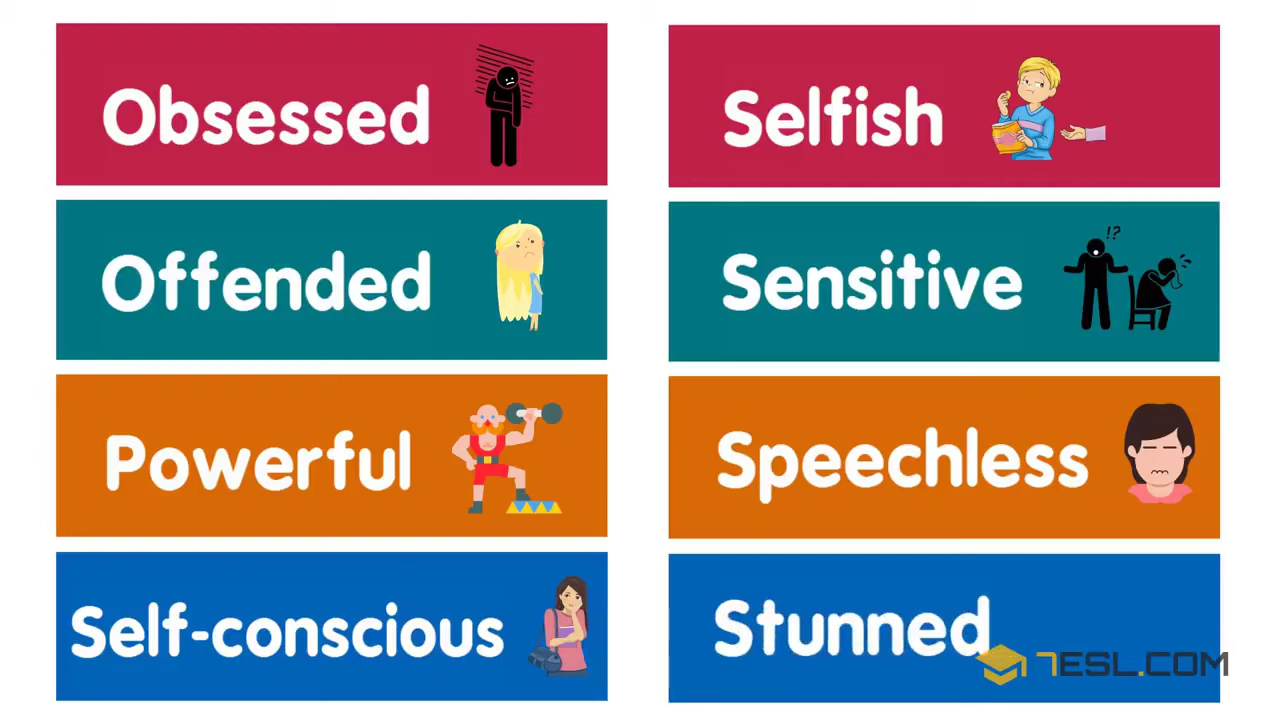 Obsessed
Selfish
Offended
!?
Sensitive
Powerful
Speechless
Self-conscious
Stunned
7ESL.COM